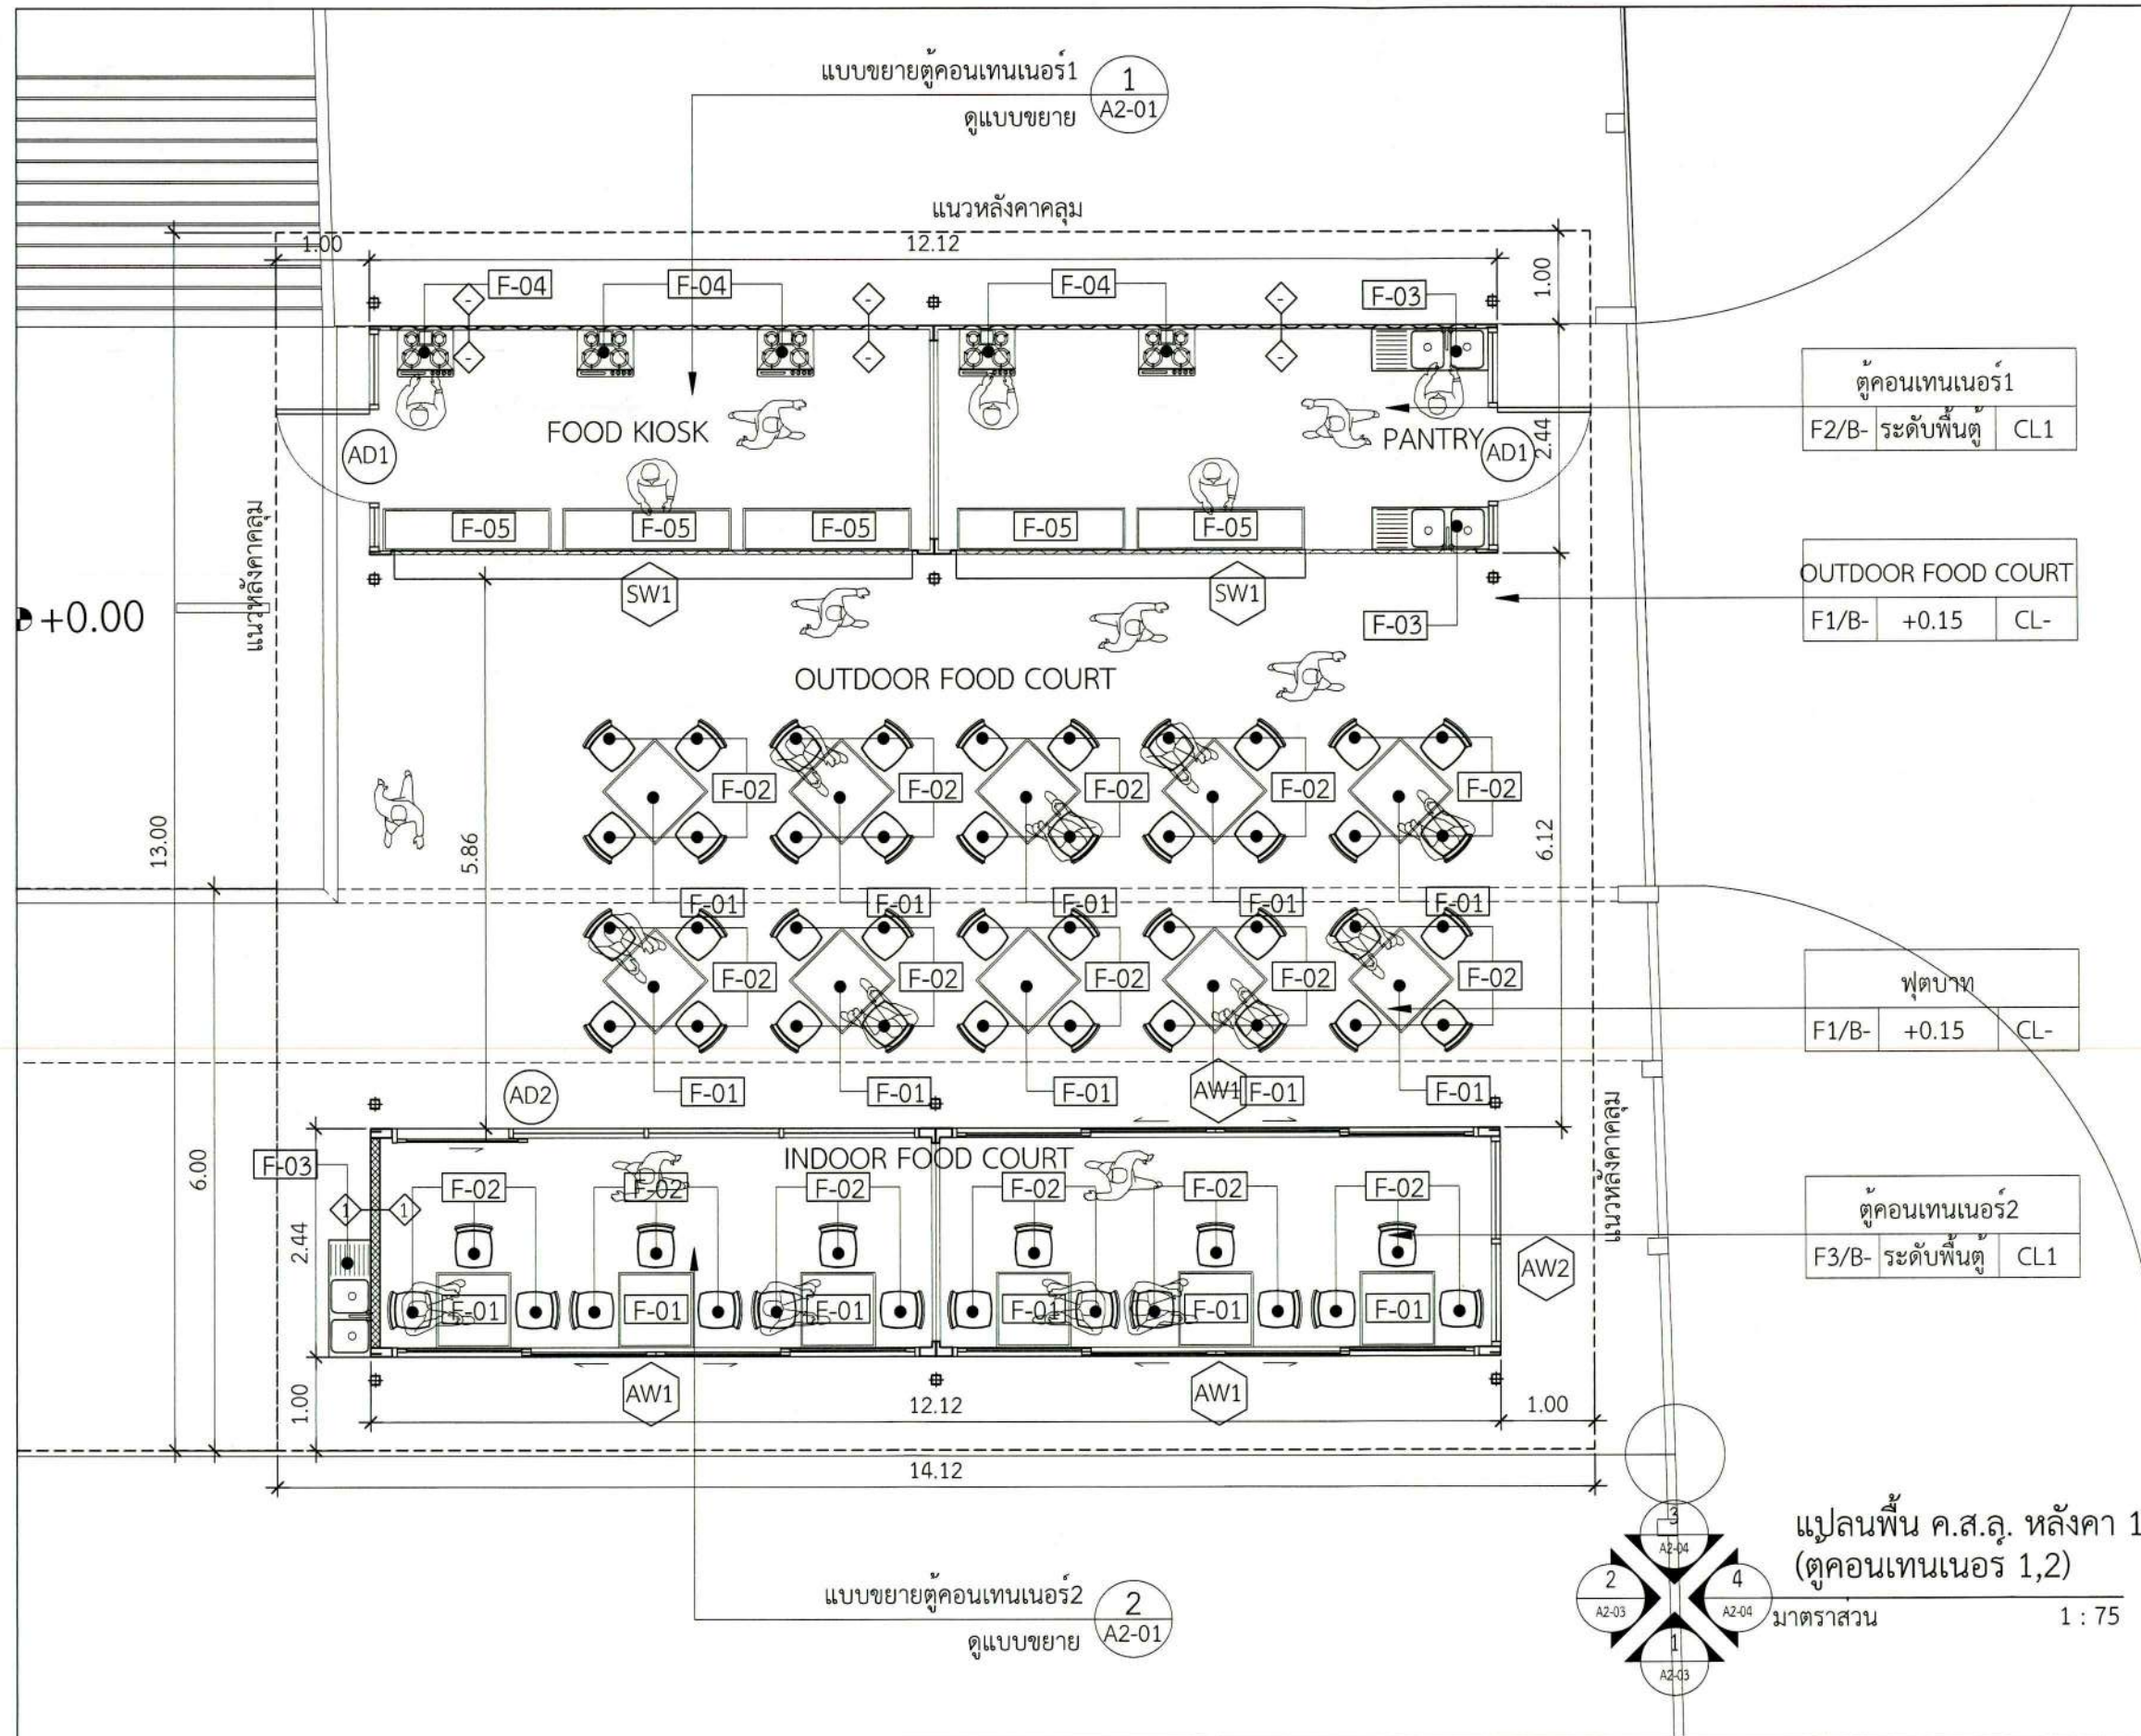 แบบขยายตู้คอนเทนเนอร์1
1
ดูแบบขยาย
A2-01
แนวหลังคาคลุม
1.00
12.12
F-04
F-04
F-04
F-03
1.00
-
-
-
-
-
-
ตู้คอนเทนเนอร์1
F2/B-
ระดับพื้นตู้
CL1
FOOD KIOSK
PANTRY
AD1
AD1
2.44
F-05
F-05
F-05
F-05
F-05
แนวหลังคาคลุม
OUTDOOR FOOD COURT
F1/B-
+0.15
CL-
+0.00
SW1
SW1
F-03
OUTDOOR FOOD COURT
F-02
F-02
F-02
F-02
F-02
13.00
5.86
6.12
F-01
F-01
F-01
F-01
F-01
F-02
F-02
F-02
F-02
F-02
ฟุตบาท
F1/B-
+0.15
CL-
AD2
F-01
F-01
F-01
AW1
F-01
F-01
แนวหลังคาคลุม
6.00
F-03
INDOOR FOOD COURT
F-02
F-02
F-02
F-02
F-02
F-02
1
1
2.44
ตู้คอนเทนเนอร์2
F3/B-
ระดับพื้นตู้
CL1
AW2
F-01
F-01
F-01
F-01
F-01
F-01
1.00
AW1
12.12
AW1
1.00
14.12
แบบขยายตู้คอนเทนเนอร์2
2
ดูแบบขยาย
A2-01
3
A2-04
2
A2-03
4
A2-04
1
A2-03
แปลนพื้น ค.ส.ล. หลังคา 1
(ตู้คอนเทนเนอร์ 1,2)
มาตราส่วน
1 : 75